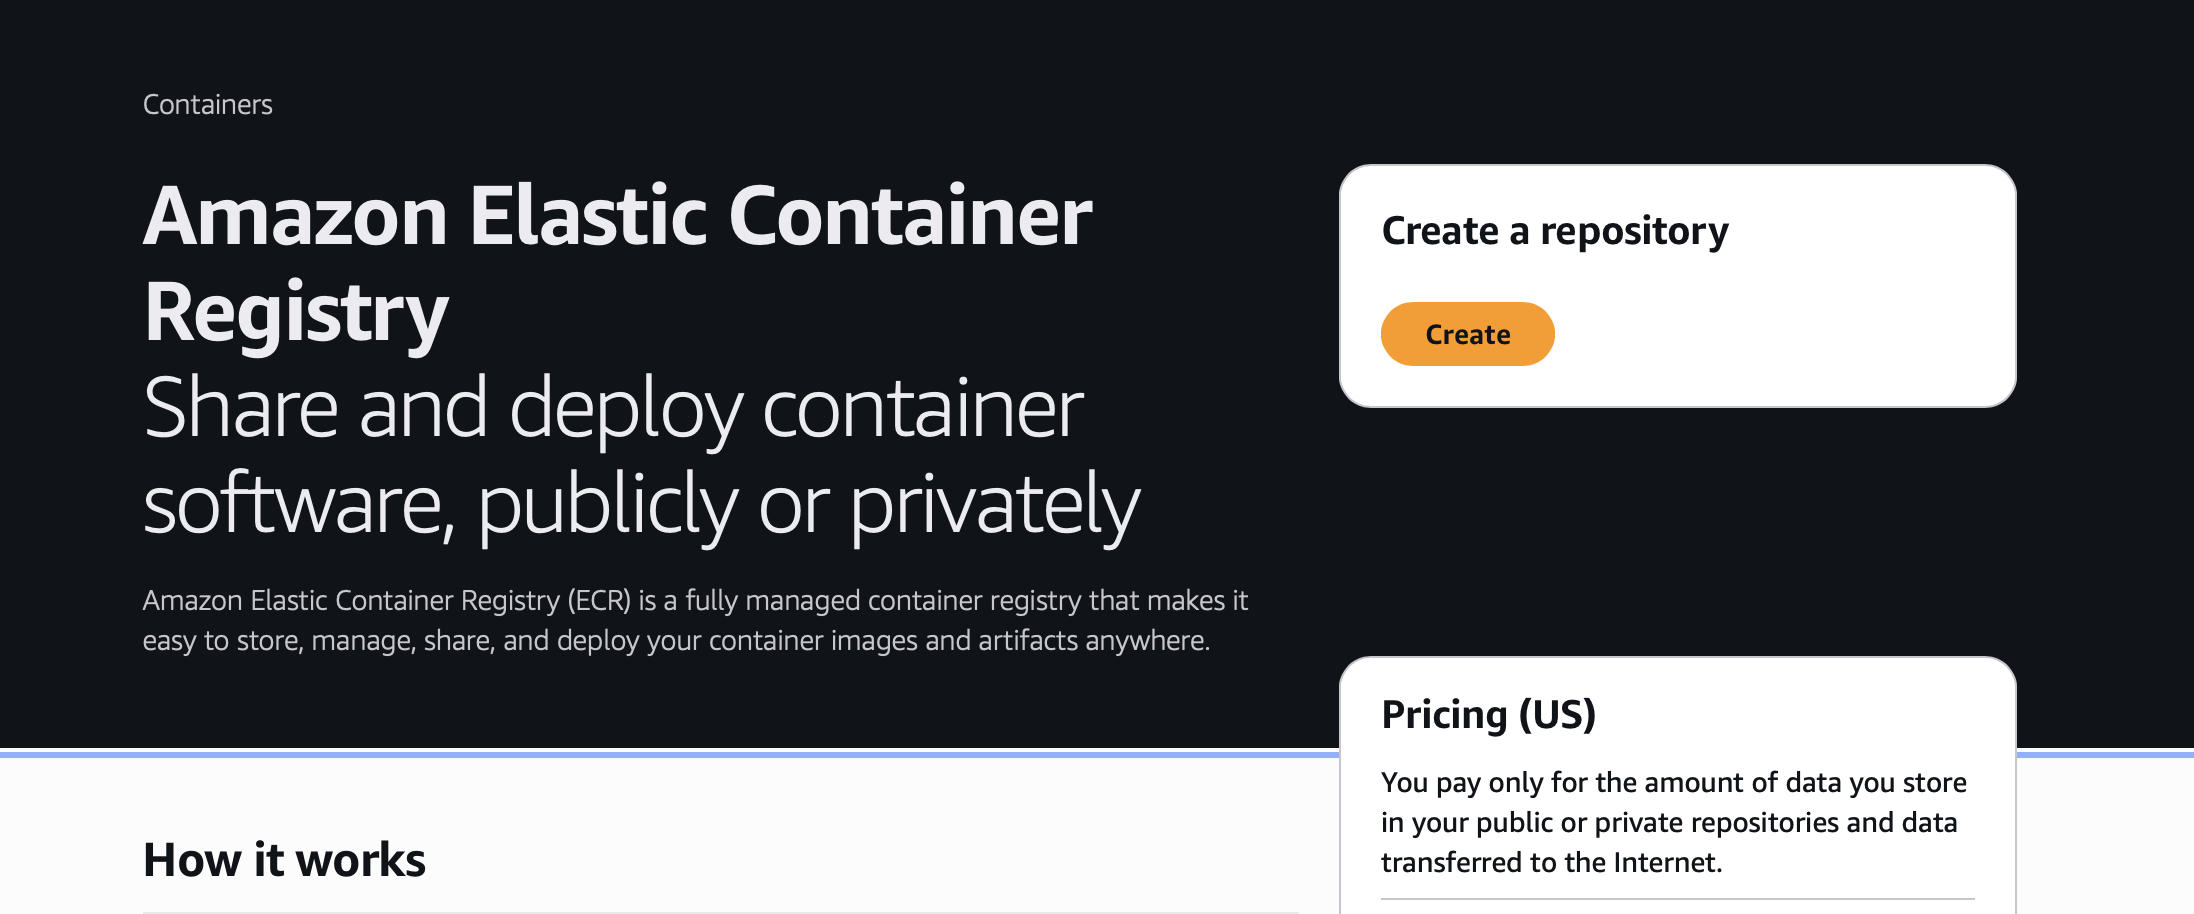 Containers
Amazon Elastic Container
Registry
Share and deploy container
software, publicly or privately
Amazon Elastic Container Registry (ECR) is a fully managed container registry that makes it
easy to store, manage, share, and deploy your container images and artifacts anywhere.
Create a repository
Create
Pricing (US)
You pay only for the amount of data you store
in your public or private repositories and data
transferred to the Internet.
How it works